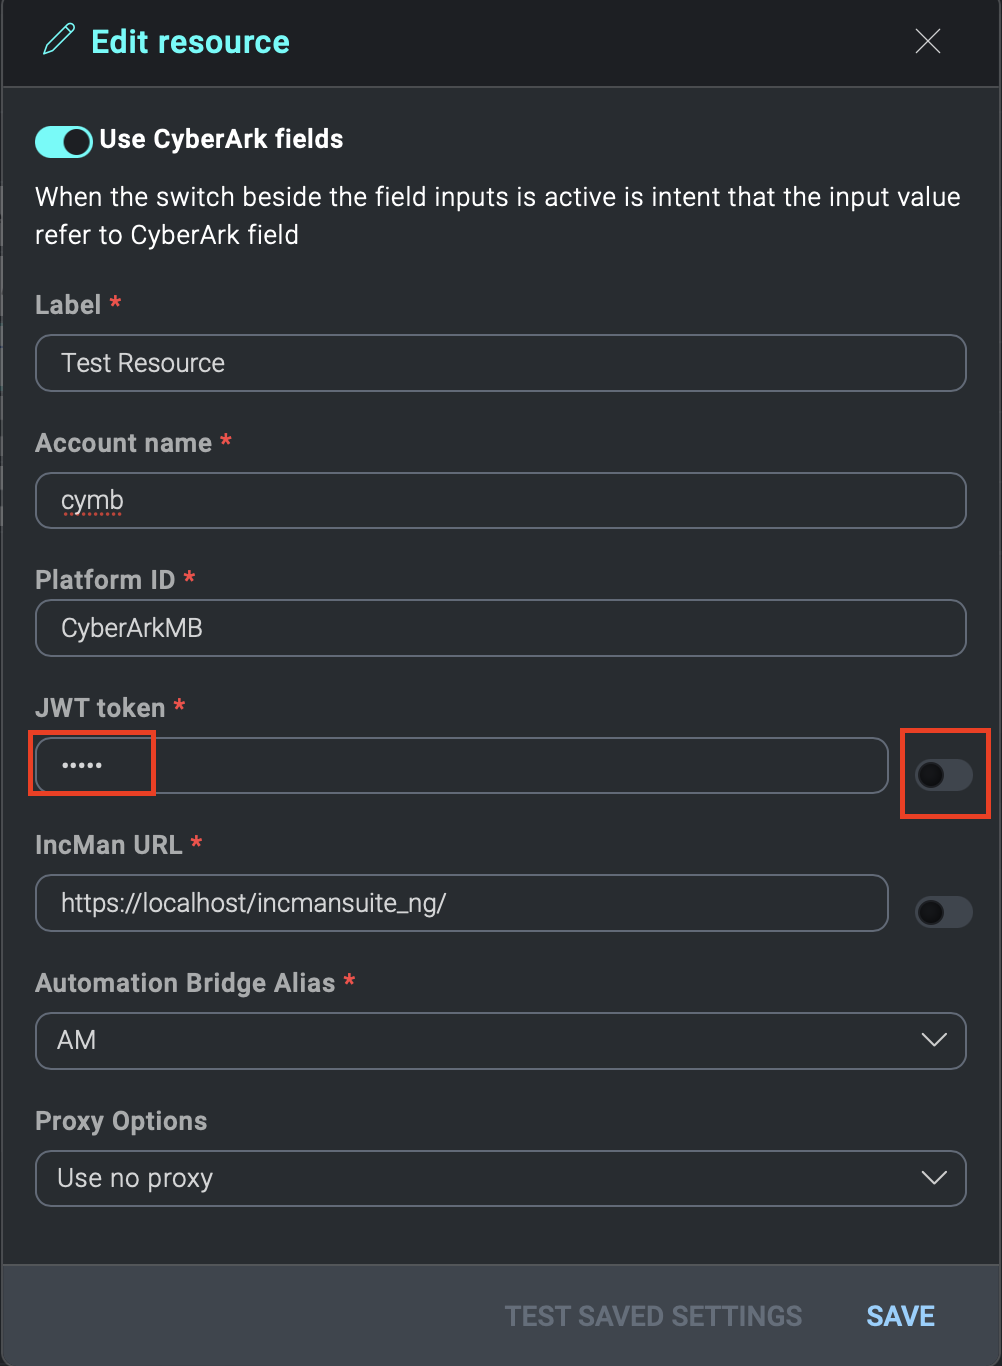 Edit resource
Use CyberArk fields
When the switch beside the field inputs is active is intent that the input value
refer to CyberArk field
Label *
Test Resource
Account name *
cymb
Platform ID *
CyberArkMB
JWT token *
•••••
IncMan URL *
https://localhost/incmansuite_ng/
Automation Bridge Alias *
AM
Proxy Options
Use no proxy
TEST SAVED SETTINGS SAVE